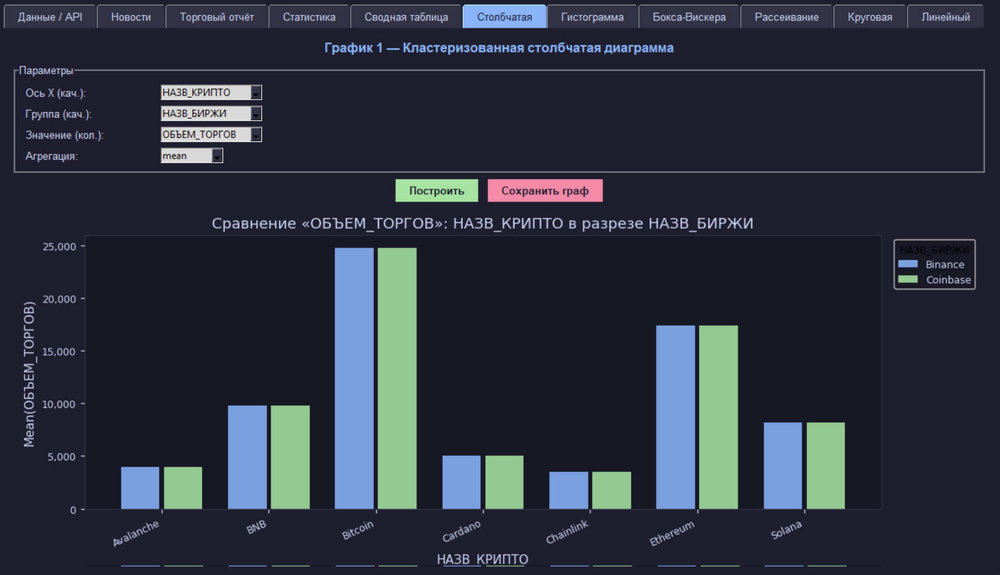 Данные / API Новости Торговый отчёт Статистика Сводная таблица Столбчатая Гистограмма Бокса-Вискера Рассеивание Круговая Линейный
График 1 — Кластеризованная столбчатая диаграмма
Параметры
Ось X (кач.): НАЗВ_КРИПТО
Группа (кач.): НАЗВ_БИРЖИ
Значение (кол.): ОБЪЕМ_ТОРГОВ
Агрегация: mean
Построить Сохранить граф
Сравнение «ОБЪЕМ_ТОРГОВ»: НАЗВ_КРИПТО в разрезе НАЗВ_БИРЖИ
Mean(ОБЪЕМ_ТОРГОВ)
25,000
20,000
15,000
10,000
5,000
0
НАЗВ_БИРЖИ
Binance
Coinbase
Avalanche BNB Bitcoin Cardano Chainlink Ethereum Solana
НАЗВ_КРИПТО